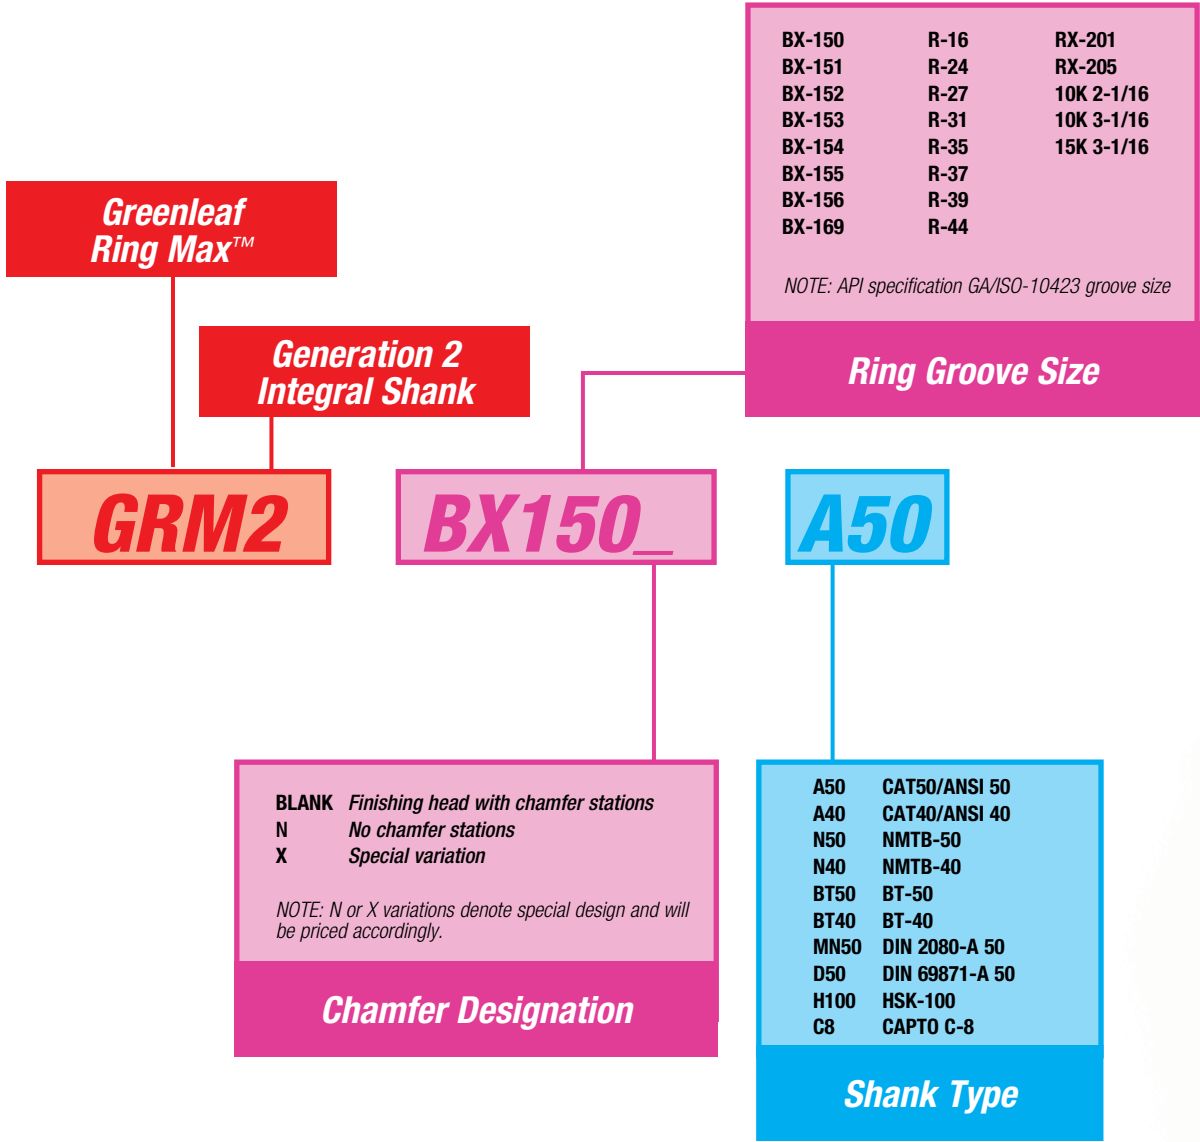 BX-150 R-16 RX-201
BX-151 R-24 RX-205
BX-152 R-27 10K 2-1/16
BX-153 R-31 10K 3-1/16
BX-154 R-35 15K 3-1/16
BX-155 R-37
BX-156 R-39
BX-169 R-44
NOTE: API specification GA/ISO-10423 groove size
Ring Groove Size
Greenleaf
Ring Max™
Generation 2
Integral Shank
GRM2 BX150_ A50
BLANK Finishing head with chamfer stations
N No chamfer stations
X Special variation
NOTE: N or X variations denote special design and will
be priced accordingly.
Chamfer Designation
A50 CAT50/ANSI 50
A40 CAT40/ANSI 40
N50 NMTB-50
N40 NMTB-40
BT50 BT-50
BT40 BT-40
MN50 DIN 2080-A 50
D50 DIN 69871-A 50
H100 HSK-100
C8 CAPTO C-8
Shank Type